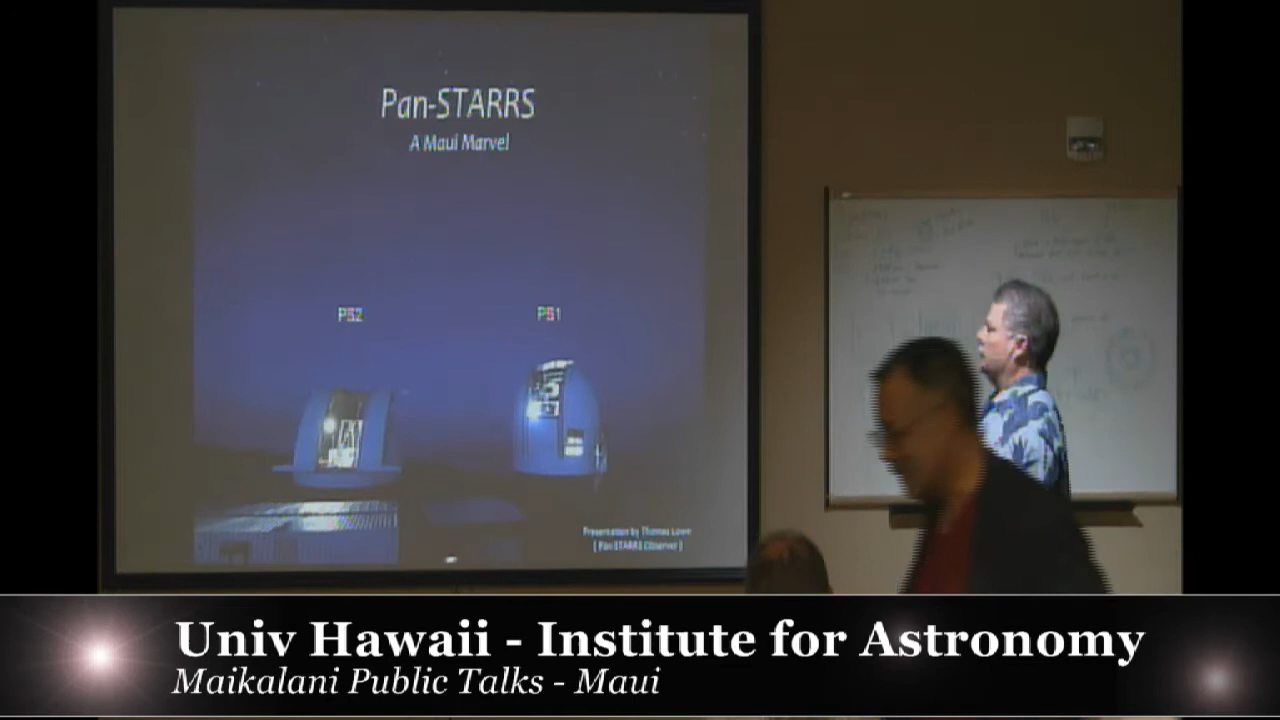 Pan-STARRS
A Maui Marvel
PS2
PS1
Presentation by Thomas Lowe
[ Pan-STARRS Observer ]
Univ Hawaii - Institute for Astronomy
Maikalani Public Talks - Maui